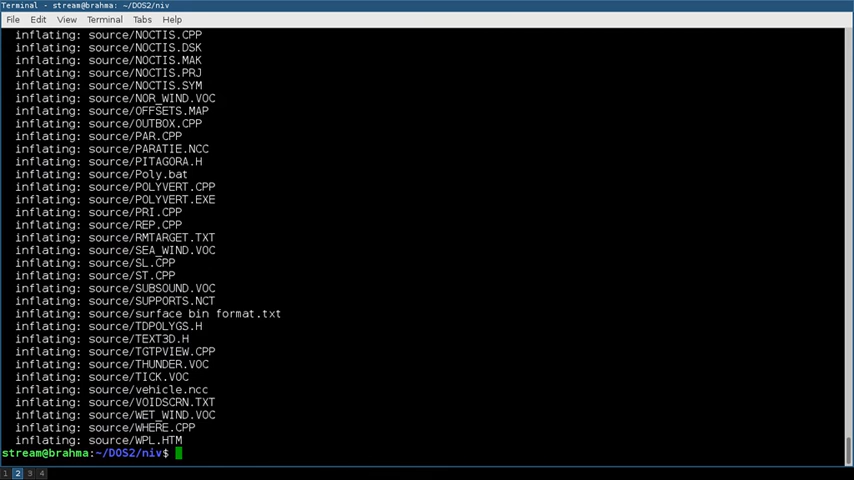 Terminal - stream@brahma: ~/DOS2/niv
File Edit View Terminal Tabs Help
inflating: source/NOCTIS.CPP
inflating: source/NOCTIS.DSK
inflating: source/NOCTIS.MAK
inflating: source/NOCTIS.PRJ
inflating: source/NOCTIS.SYM
inflating: source/NOR_WIND.VOC
inflating: source/OFFSETS.MAP
inflating: source/OUTBOX.CPP
inflating: source/PAR.CPP
inflating: source/PARATIE.NCC
inflating: source/PITAGORA.H
inflating: source/Poly.bat
inflating: source/POLYVERT.CPP
inflating: source/POLYVERT.EXE
inflating: source/PRI.CPP
inflating: source/REP.CPP
inflating: source/RMTARGET.TXT
inflating: source/SEA_WIND.VOC
inflating: source/SL.CPP
inflating: source/ST.CPP
inflating: source/SUBSOUND.VOC
inflating: source/SUPPORTS.NCT
inflating: source/surface bin format.txt
inflating: source/TDPOLYGS.H
inflating: source/TEXT3D.H
inflating: source/TGTPVIEW.CPP
inflating: source/THUNDER.VOC
inflating: source/TICK.VOC
inflating: source/vehicle.ncc
inflating: source/VOIDSCRN.TXT
inflating: source/WET_WIND.VOC
inflating: source/WHERE.CPP
inflating: source/WPL.HTM
stream@brahma:~/DOS2/niv$
1 2 3 4